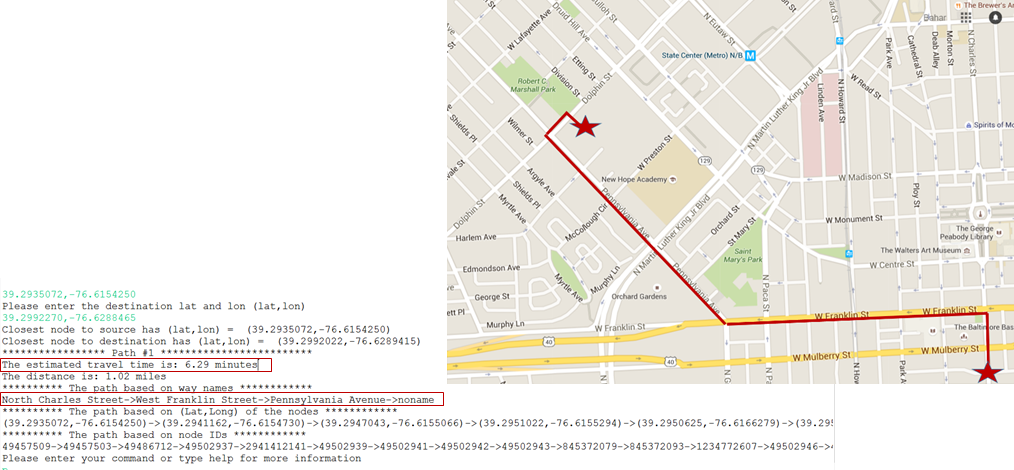 39.2935072,-76.6154250
Please enter the destination lat and lon (lat,lon)
39.2992270,-76.6288465
Closest node to source has (lat,lon) = (39.2935072,-76.6154250)
Closest node to destination has (lat,lon) = (39.2992022,-76.6289415)
***************** Path #1 *************************
The estimated travel time is: 6.29 minutes
The distance is: 1.02 miles
********** The path based on way names ************
North Charles Street->West Franklin Street->Pennsylvania Avenue->noname
********** The path based on (Lat,Long) of the nodes ************
(39.2935072,-76.6154250)->(39.2941162,-76.6154730)->(39.2947043,-76.6155066)->(39.2951022,-76.6155294)->(39.2950625,-76.6166279)->(39.295
********** The path based on node IDs ************
49457509->49457503->49486712->49502937->2941412141->49502939->49502941->49502942->49502943->845372079->845372093->1234772607->49502946->4
Please enter your command or type help for more information
The Brewer's Ar
Bahar
W Lafayette Ave
Druid Hill Ave
N Eutaw St
State Center (Metro) N/B
M
Park Ave
Cathedral St
Deab Alley
Morton St
N Charles St
Etting St
Division St
Dolphin St
Robert C
Marshall Park
N Martin Luther King Jr Blvd
Linden Ave
N Howard St
W Read St
Shields Pl
Wilmer St
Spirits of Mo
W Preston St
129
129
New Hope Academy
W Madison St
Argyle Ave
Shields Pl
Myrtle Ave
Dolphin St
Pennsylvania Ave
McCollough Cir
Orchard St
St Mary St
Ploy St
W Monument St
The George
Peabody Library
Harlem Ave
N Martin Luther King Jr Blvd
Saint
Mary's Park
The Walters Art Museum
W Centre St
Edmondson Ave
Myrtle Ave
Murphy Ln
Pennsylvania Ave
N Paca St
George St
Orchard Gardens
ett Pl
Murphy Ln
W Franklin St
W Franklin St
W Franklin St
The Baltimore Bas
40
W Mulberry St
W Mulberry St
40